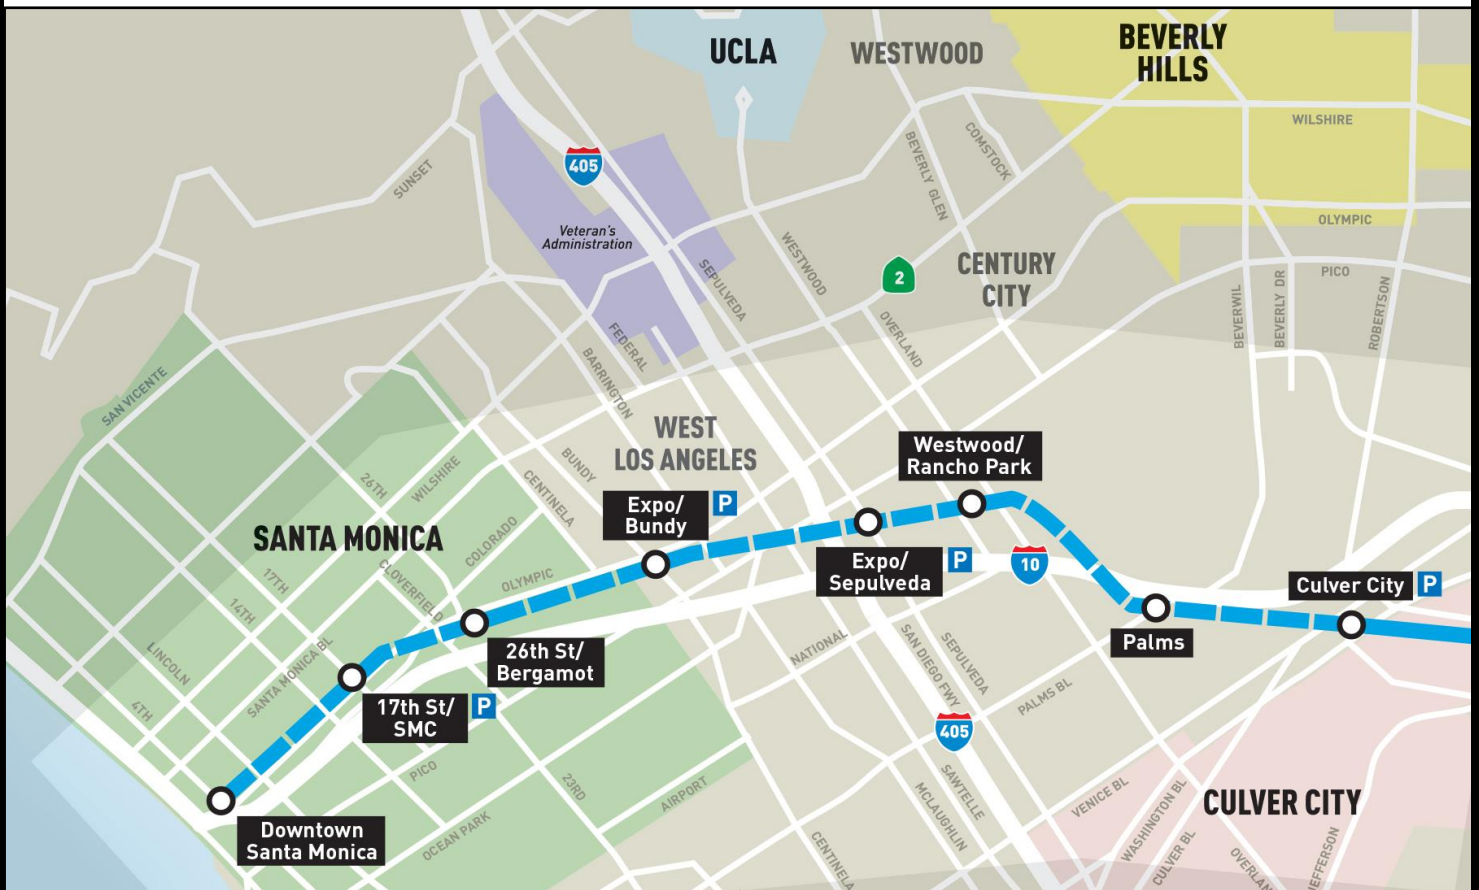 UCLA
WESTWOOD
BEVERLY
HILLS
WILSHIRE
COMSTOCK
BEVERLY GLEN
405
SUNSET
Veteran's
Administration
OLYMPIC
WESTWOOD
SEPULVEDA
2
CENTURY
CITY
PICO
BEVERWIL
BEVERLY DR
ROBERTSON
OVERLAND
FEDERAL
BARRINGTON
SAN VICENTE
WEST
LOS ANGELES
Westwood/
Rancho Park
BUNDY
26TH
WILSHIRE
CENTINELA
Expo/
Bundy
P
SANTA MONICA
COLORADO
OLYMPIC
CLOVERFIELD
17TH
14TH
Expo/
Sepulveda
P
10
Culver City
P
Palms
26th St/
Bergamot
NATIONAL
SAN DIEGO FWY
SEPULVEDA
LINCOLN
SANTA MONICA BL
4TH
17th St/
SMC
P
PALMS BL
405
PICO
23RD
AIRPORT
SAWTELLE
MCLAUGHLIN
VENICE BL
WASHINGTON BL
CULVER CITY
Downtown
Santa Monica
OCEAN PARK
CENTINELA
CULVER BL
OVERLAN
EFFERSON